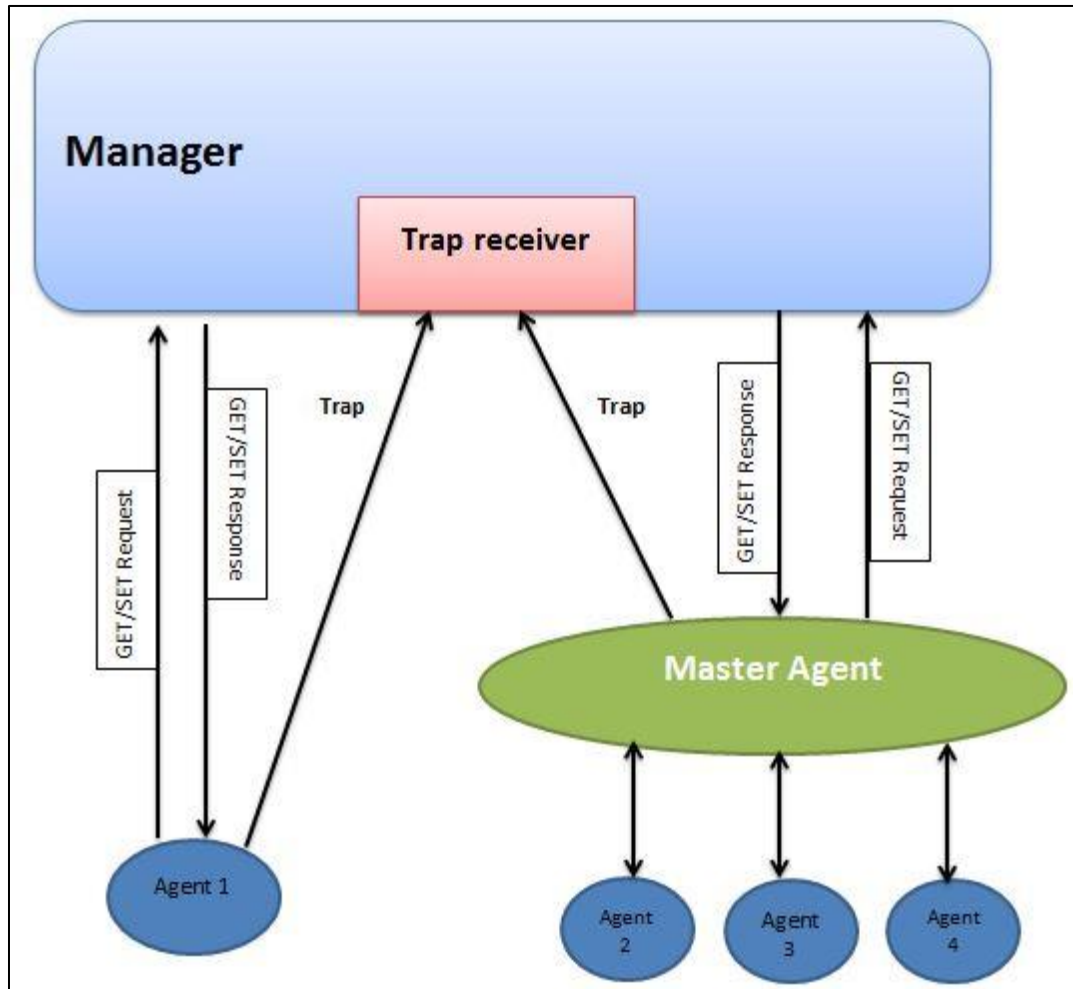 Manager
Trap receiver
GET/SET Request
GET/SET Response
Trap
Trap
GET/SET Response
GET/SET Request
Master Agent
Agent 1
Agent
2
Agent
3
Agent
4